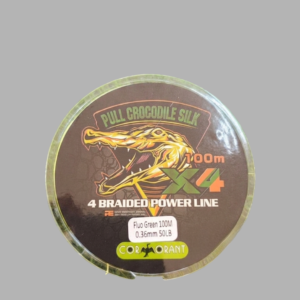 PULL CROCODILE SILK
100m
X4
4 BRAIDED POWER LINE
Fluo Green 100M
0.36mm 50LB
CORMORANT